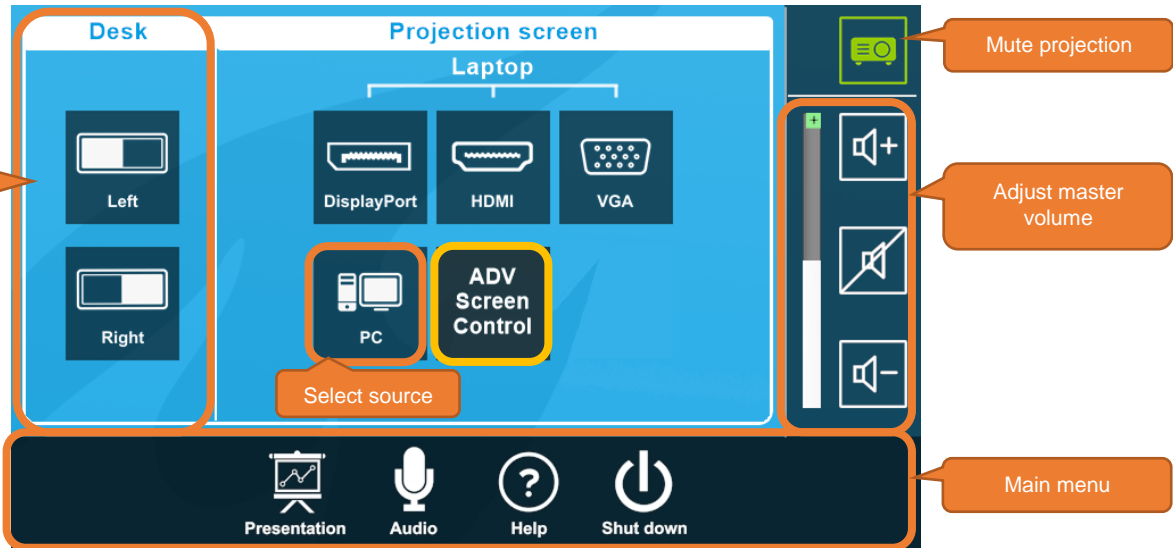 Desk
Projection screen
Laptop
Left
DisplayPort
HDMI
VGA
Right
PC
ADV
Screen
Control
Select source
Mute projection
+
+
Adjust master
volume
-
Main menu
Presentation
Audio
?
Help
Shut down